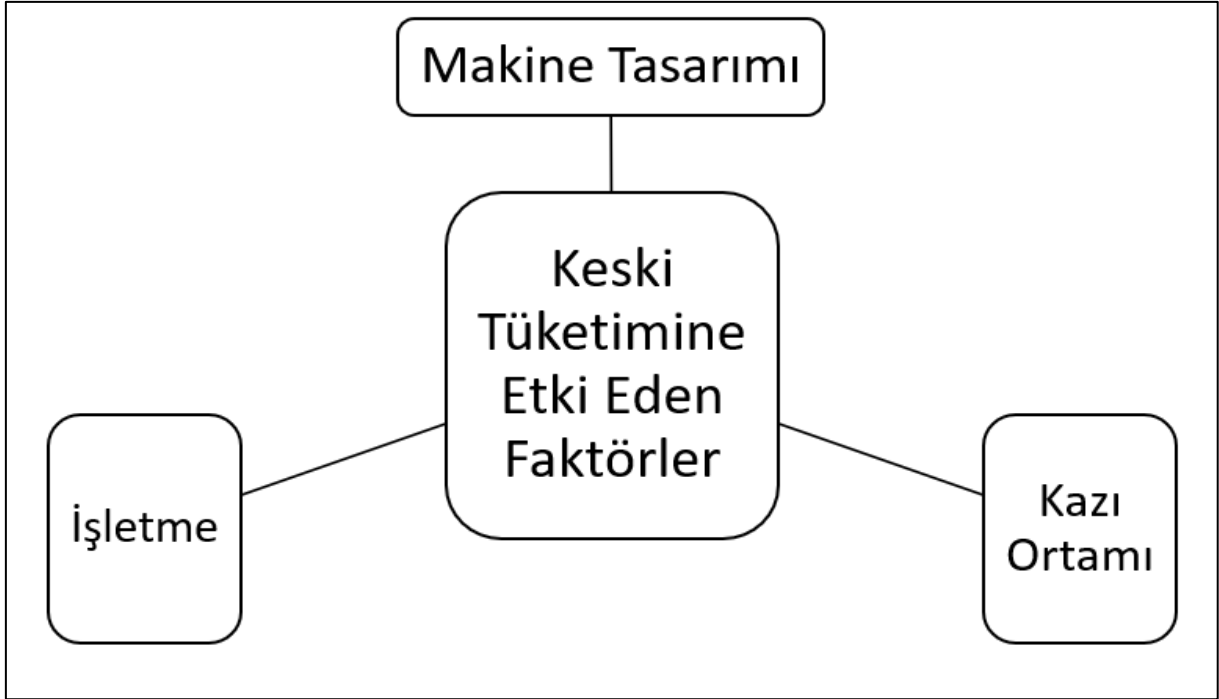 Makine Tasarımı
Keski
Tüketimine
Etki Eden
Faktörler
İşletme
Kazı
Ortamı